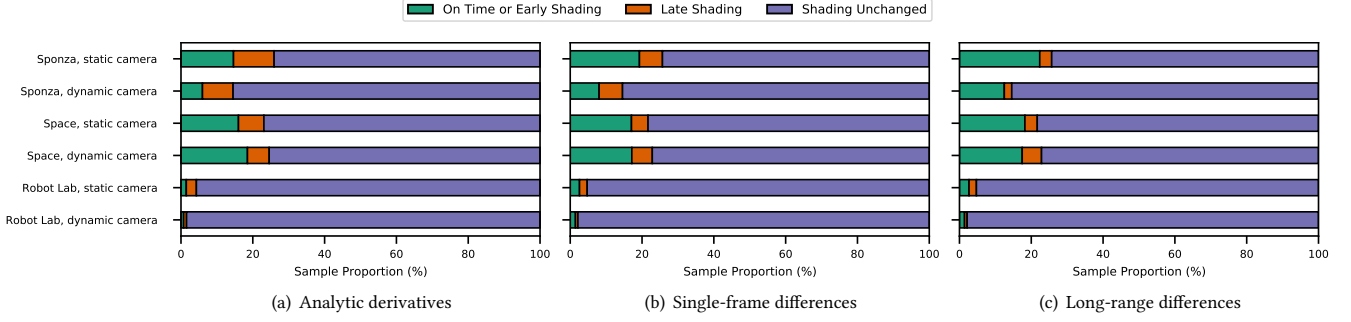 On Time or Early Shading Late Shading Shading Unchanged
Sponza, static camera
Sponza, dynamic camera
Space, static camera
Space, dynamic camera
Robot Lab, static camera
Robot Lab, dynamic camera
0 20 40 60 80 100
Sample Proportion (%)
(a) Analytic derivatives
0 20 40 60 80 100
Sample Proportion (%)
(b) Single-frame differences
0 20 40 60 80 100
Sample Proportion (%)
(c) Long-range differences